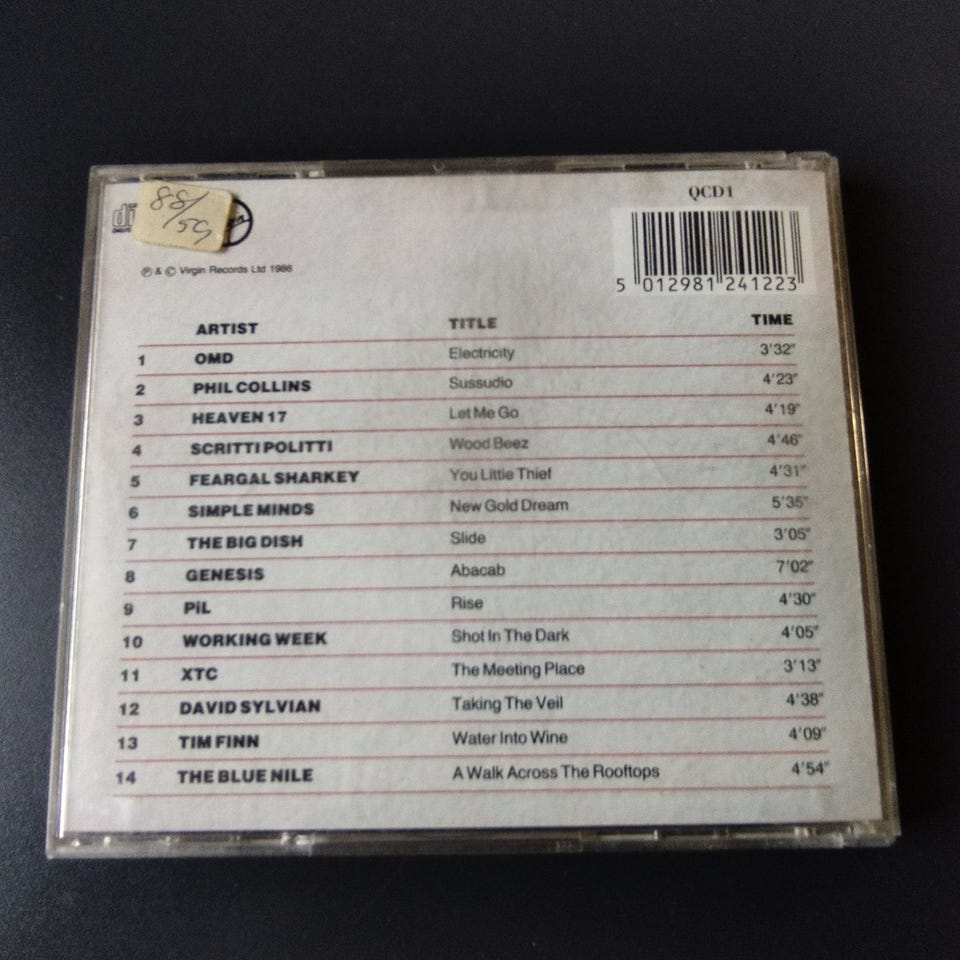 88/59
QCD1
℗ & © Virgin Records Ltd 1986
5 012981 241223
ARTIST TITLE TIME
1 OMD Electricity 3'32"
2 PHIL COLLINS Sussudio 4'23"
3 HEAVEN 17 Let Me Go 4'19"
4 SCRITTI POLITTI Wood Beez 4'46"
5 FEARGAL SHARKEY You Little Thief 4'31"
6 SIMPLE MINDS New Gold Dream 5'35"
7 THE BIG DISH Slide 3'05"
8 GENESIS Abacab 7'02"
9 PiL Rise 4'30"
10 WORKING WEEK Shot In The Dark 4'05"
11 XTC The Meeting Place 3'13"
12 DAVID SYLVIAN Taking The Veil 4'38"
13 TIM FINN Water Into Wine 4'09"
14 THE BLUE NILE A Walk Across The Rooftops 4'54"